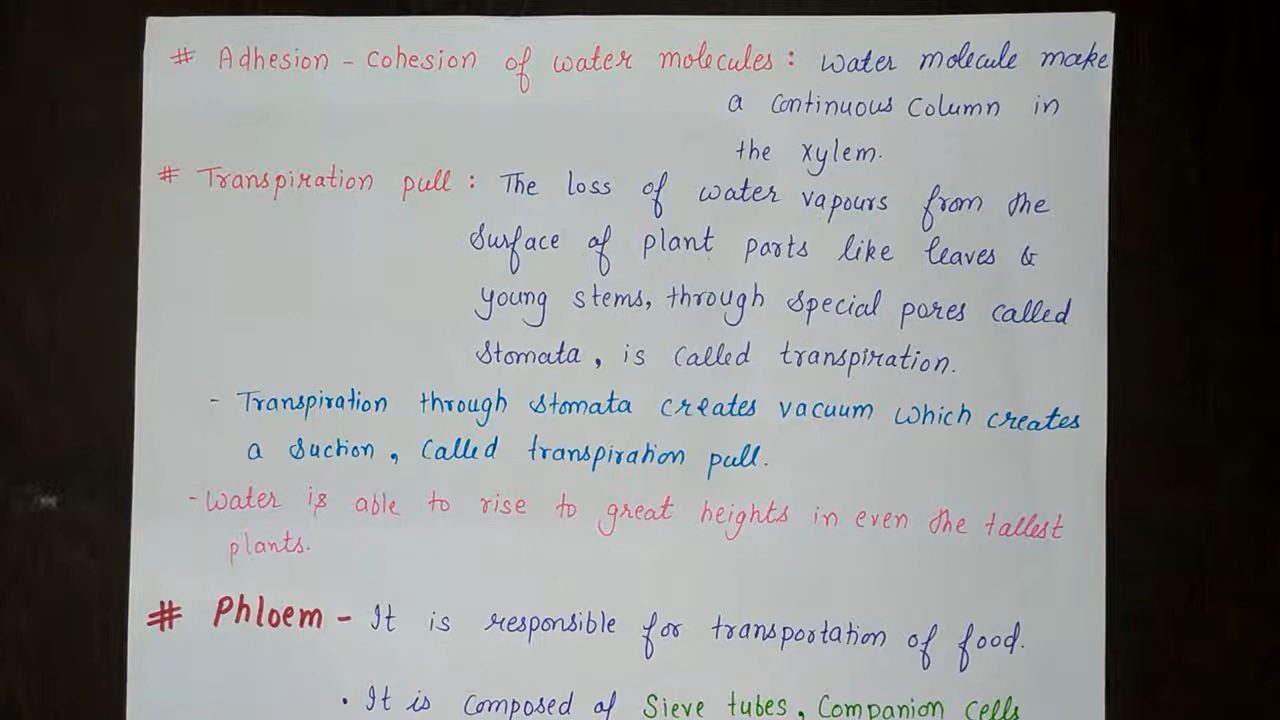 # Adhesion - cohesion of water molecules : water molecule make
a continuous column in
the xylem.
# Transpiration pull : The loss of water vapours from the
surface of plant parts like leaves &
young stems, through special pores called
stomata, is called transpiration.
- Transpiration through stomata creates vacuum which creates
a suction, called transpiration pull.
- Water is able to rise to great heights in even the tallest
plants.
# Phloem - It is responsible for transportation of food.
• It is composed of Sieve tubes, Companion cells